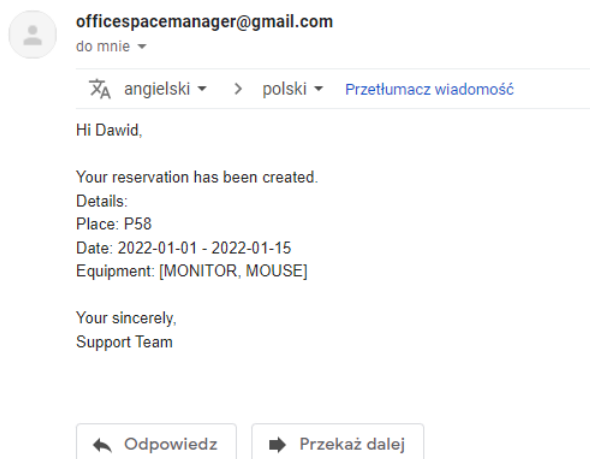 officespacemanager@gmail.com
do mnie
angielski > polski Przetłumacz wiadomość
Hi Dawid,
Your reservation has been created.
Details:
Place: P58
Date: 2022-01-01 - 2022-01-15
Equipment: [MONITOR, MOUSE]
Your sincerely,
Support Team
Odpowiedz Przekaż dalej